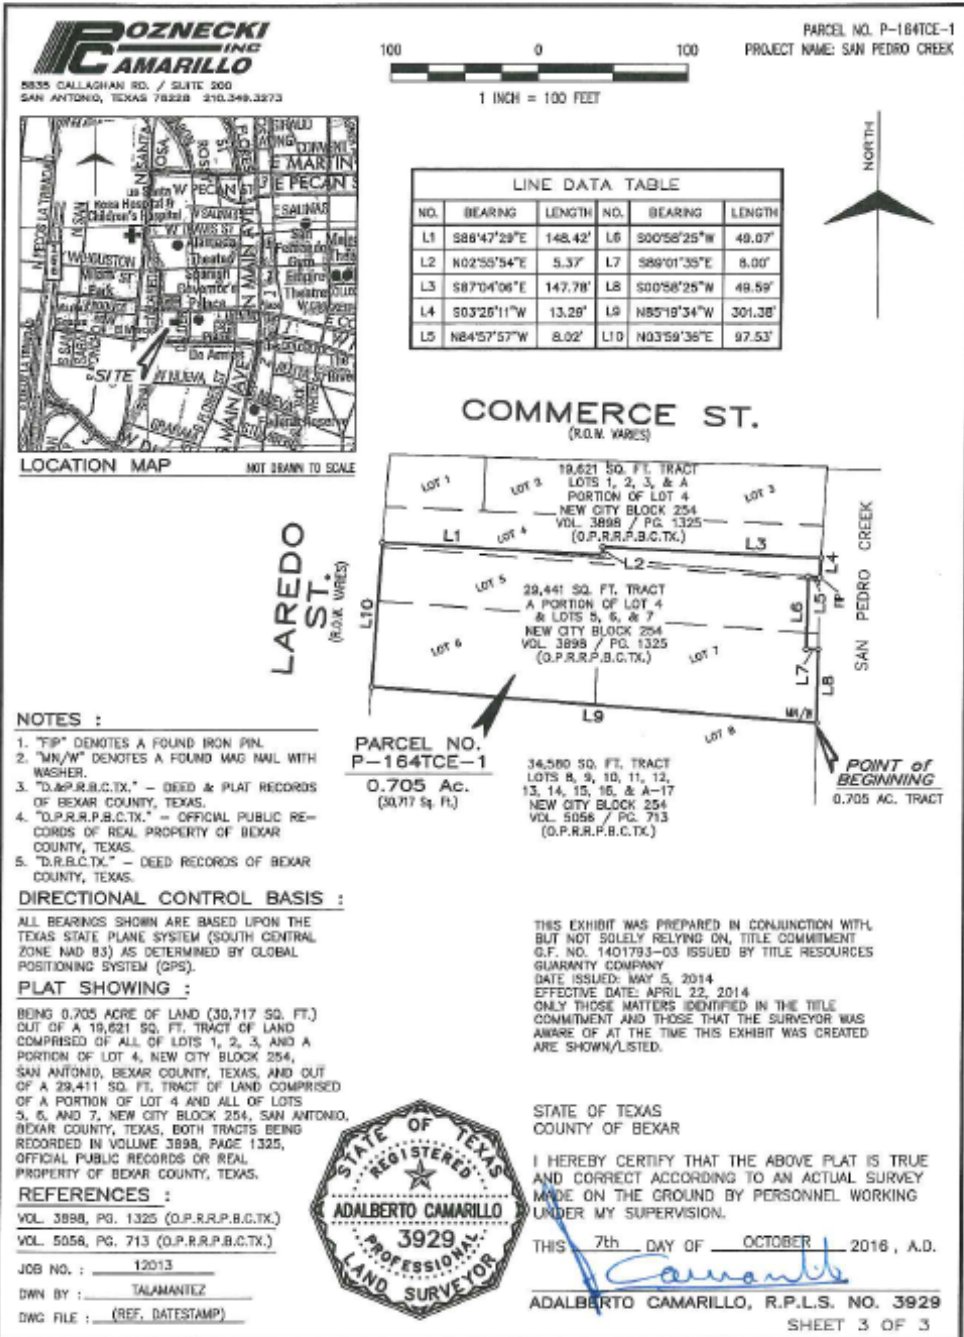 POZNECKI
INC
CAMARILLO
5835 CALLAGHAN RD. / SUITE 200
SAN ANTONIO, TEXAS 78228 210.349.3273
100 0 100
1 INCH = 100 FEET
PARCEL NO. P-164TCE-1
PROJECT NAME: SAN PEDRO CREEK
NORTH
E MARTIN
W PECAN ST
E PECAN S
Children's Hospital
W HOUSTON
N MAIN AVE
MAIN AVE
W NUEVA
SITE
LOCATION MAP
NOT DRAWN TO SCALE
LINE DATA TABLE
NO. BEARING LENGTH NO. BEARING LENGTH
L1 S86°47'29"E 148.42' L6 S00°58'25"W 49.07'
L2 N02°55'54"E 5.37' L7 S89°01'35"E 8.00'
L3 S87°04'06"E 147.78' L8 S00°58'25"W 49.59'
L4 S03°26'11"W 13.29' L9 N85°19'34"W 301.38'
L5 N84°57'57"W 8.02' L10 N03°59'36"E 97.53'
COMMERCE ST.
(R.O.W. VARIES)
LOT 1
LOT 2
LOT 3
LOT 4
19,621 SQ. FT. TRACT
LOTS 1, 2, 3, & A
PORTION OF LOT 4
NEW CITY BLOCK 254
VOL. 3898 / PG. 1325
(O.P.R.R.P.B.C.TX.)
L1
L2
L3
L4
L5
FIP
L6
L7
L8
L9
L10
LAREDO
ST.
(R.O.W. VARIES)
SAN PEDRO CREEK
LOT 5
LOT 6
LOT 7
LOT 8
29,441 SQ. FT. TRACT
A PORTION OF LOT 4
& LOTS 5, 6, & 7
NEW CITY BLOCK 254
VOL. 3898 / PG. 1325
(O.P.R.R.P.B.C.TX.)
MN/W
PARCEL NO.
P-164TCE-1
0.705 Ac.
(30,717 Sq. Ft.)
34,580 SQ. FT. TRACT
LOTS 8, 9, 10, 11, 12,
13, 14, 15, 16, & A-17
NEW CITY BLOCK 254
VOL. 5056 / PG. 713
(O.P.R.R.P.B.C.TX.)
POINT of
BEGINNING
0.705 AC. TRACT
NOTES :
1. "FIP" DENOTES A FOUND IRON PIN.
2. "MN/W" DENOTES A FOUND MAG NAIL WITH
WASHER.
3. "D.&P.R.B.C.TX." - DEED & PLAT RECORDS
OF BEXAR COUNTY, TEXAS.
4. "O.P.R.R.P.B.C.TX." - OFFICIAL PUBLIC RE-
CORDS OF REAL PROPERTY OF BEXAR
COUNTY, TEXAS.
5. "D.R.B.C.TX." - DEED RECORDS OF BEXAR
COUNTY, TEXAS.
DIRECTIONAL CONTROL BASIS :
ALL BEARINGS SHOWN ARE BASED UPON THE
TEXAS STATE PLANE SYSTEM (SOUTH CENTRAL
ZONE NAD 83) AS DETERMINED BY GLOBAL
POSITIONING SYSTEM (GPS).
PLAT SHOWING :
BEING 0.705 ACRE OF LAND (30,717 SQ. FT.)
OUT OF A 19,621 SQ. FT. TRACT OF LAND
COMPRISED OF ALL OF LOTS 1, 2, 3, AND A
PORTION OF LOT 4, NEW CITY BLOCK 254,
SAN ANTONIO, BEXAR COUNTY, TEXAS, AND OUT
OF A 29,411 SQ. FT. TRACT OF LAND COMPRISED
OF A PORTION OF LOT 4 AND ALL OF LOTS
5, 6, AND 7, NEW CITY BLOCK 254, SAN ANTONIO,
BEXAR COUNTY, TEXAS, BOTH TRACTS BEING
RECORDED IN VOLUME 3898, PAGE 1325,
OFFICIAL PUBLIC RECORDS OR REAL
PROPERTY OF BEXAR COUNTY, TEXAS.
REFERENCES :
VOL. 3898, PG. 1325 (O.P.R.R.P.B.C.TX.)
VOL. 5056, PG. 713 (O.P.R.R.P.B.C.TX.)
JOB NO. : 12013
DWN BY : TALAMANTEZ
DWG FILE : (REF. DATESTAMP)
STATE OF TEXAS
REGISTERED
ADALBERTO CAMARILLO
3929
PROFESSIONAL
LAND SURVEYOR
THIS EXHIBIT WAS PREPARED IN CONJUNCTION WITH,
BUT NOT SOLELY RELYING ON, TITLE COMMITMENT
G.F. NO. 1401793-03 ISSUED BY TITLE RESOURCES
GUARANTY COMPANY
DATE ISSUED: MAY 5, 2014
EFFECTIVE DATE: APRIL 22, 2014
ONLY THOSE MATTERS IDENTIFIED IN THE TITLE
COMMITMENT AND THOSE THAT THE SURVEYOR WAS
AWARE OF AT THE TIME THIS EXHIBIT WAS CREATED
ARE SHOWN/LISTED.
STATE OF TEXAS
COUNTY OF BEXAR
I HEREBY CERTIFY THAT THE ABOVE PLAT IS TRUE
AND CORRECT ACCORDING TO AN ACTUAL SURVEY
MADE ON THE GROUND BY PERSONNEL WORKING
UNDER MY SUPERVISION.
THIS 7th DAY OF OCTOBER 2016 , A.D.
ADALBERTO CAMARILLO, R.P.L.S. NO. 3929
SHEET 3 OF 3